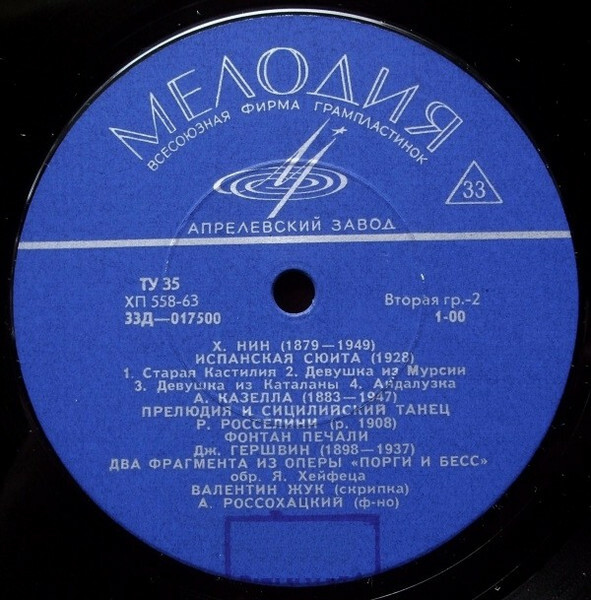 МЕЛОДИЯ
ВСЕСОЮЗНАЯ ФИРМА ГРАМПЛАСТИНОК
33
АПРЕЛЕВСКИЙ ЗАВОД
ТУ 35
ХП 558-63
33Д—017500
Вторая гр.-2
1-00
Х. НИН (1879—1949)
ИСПАНСКАЯ СЮИТА (1928)
1. Старая Кастилия 2. Девушка из Мурсии
3. Девушка из Каталаны 4. Андалузка
А. КАЗЕЛЛА (1883—1947)
ПРЕЛЮДИЯ И СИЦИЛИЙСКИЙ ТАНЕЦ
Р. РОССЕЛИНИ (р. 1908)
ФОНТАН ПЕЧАЛИ
Дж. ГЕРШВИН (1898-1937)
ДВА ФРАГМЕНТА ИЗ ОПЕРЫ «ПОРГИ И БЕСС»
обр. Я. Хейфеца
ВАЛЕНТИН ЖУК (скрипка)
А. РОССОХАЦКИЙ (ф-но)